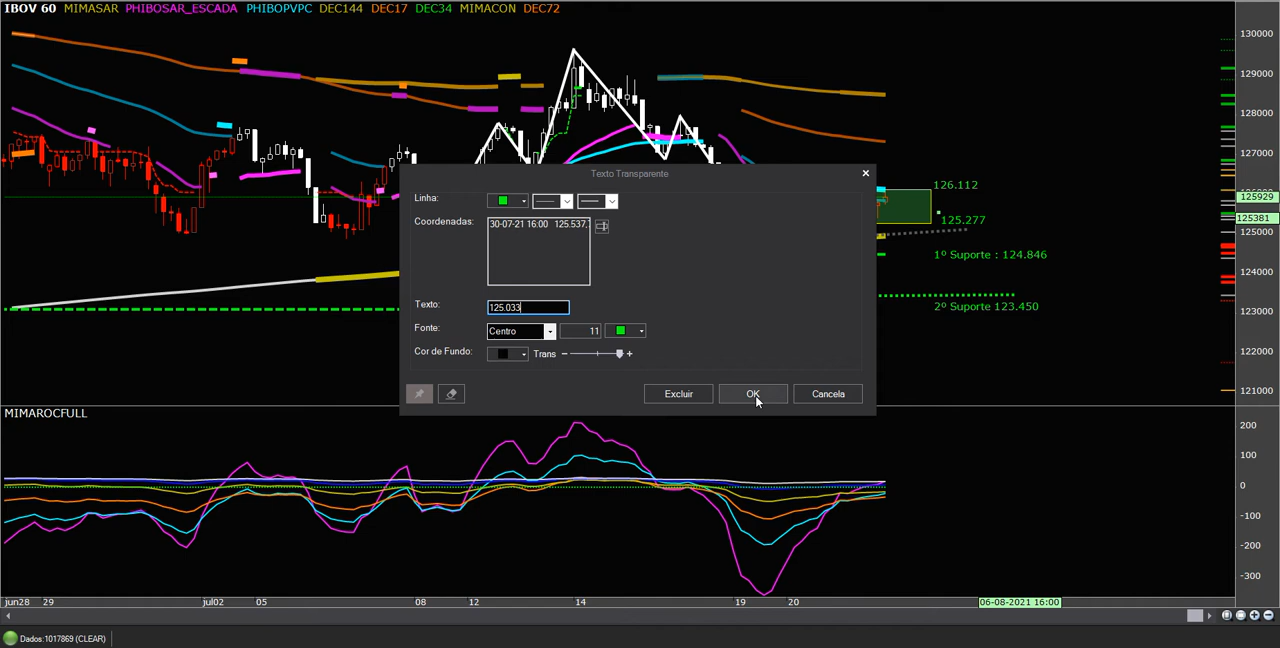 IBOV 60 MIMASAR PHIBOSAR_ESCADA PHIBOPVPC DEC144 DEC17 DEC34 MIMACON DEC72
130000
129000
128000
127000
125929
125381
125000
124000
123000
122000
121000
126.112
125.277
1º Suporte : 124.846
2º Suporte 123.450
Texto Transparente
Linha:
Coordenadas:
30-07-21 16:00 125.537,
Texto:
125.033
Fonte:
Centro
11
Cor de Fundo:
Trans
Excluir
OK
Cancela
MIMAROCFULL
200
100
0
-100
-200
-300
jun28 29 jul02 05 08 12 14 19 20 06-08-2021 16:00
Dados:1017869 (CLEAR)